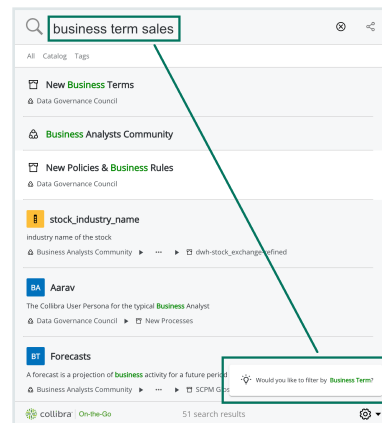 business term sales
All Catalog Tags
New Business Terms
Data Governance Council
Business Analysts Community
New Policies & Business Rules
Data Governance Council
stock_industry_name
industry name of the stock
Business Analysts Community ▶ ··· ▶ dwh-stock_exchange-refined
BA Aarav
The Collibra User Persona for the typical Business Analyst
Data Governance Council ▶ New Processes
BT Forecasts
A forecast is a projection of business activity for a future period
Business Analysts Community ▶ ··· ▶ SCPM
Would you like to filter by Business Term?
collibra On-the-Go 51 search results